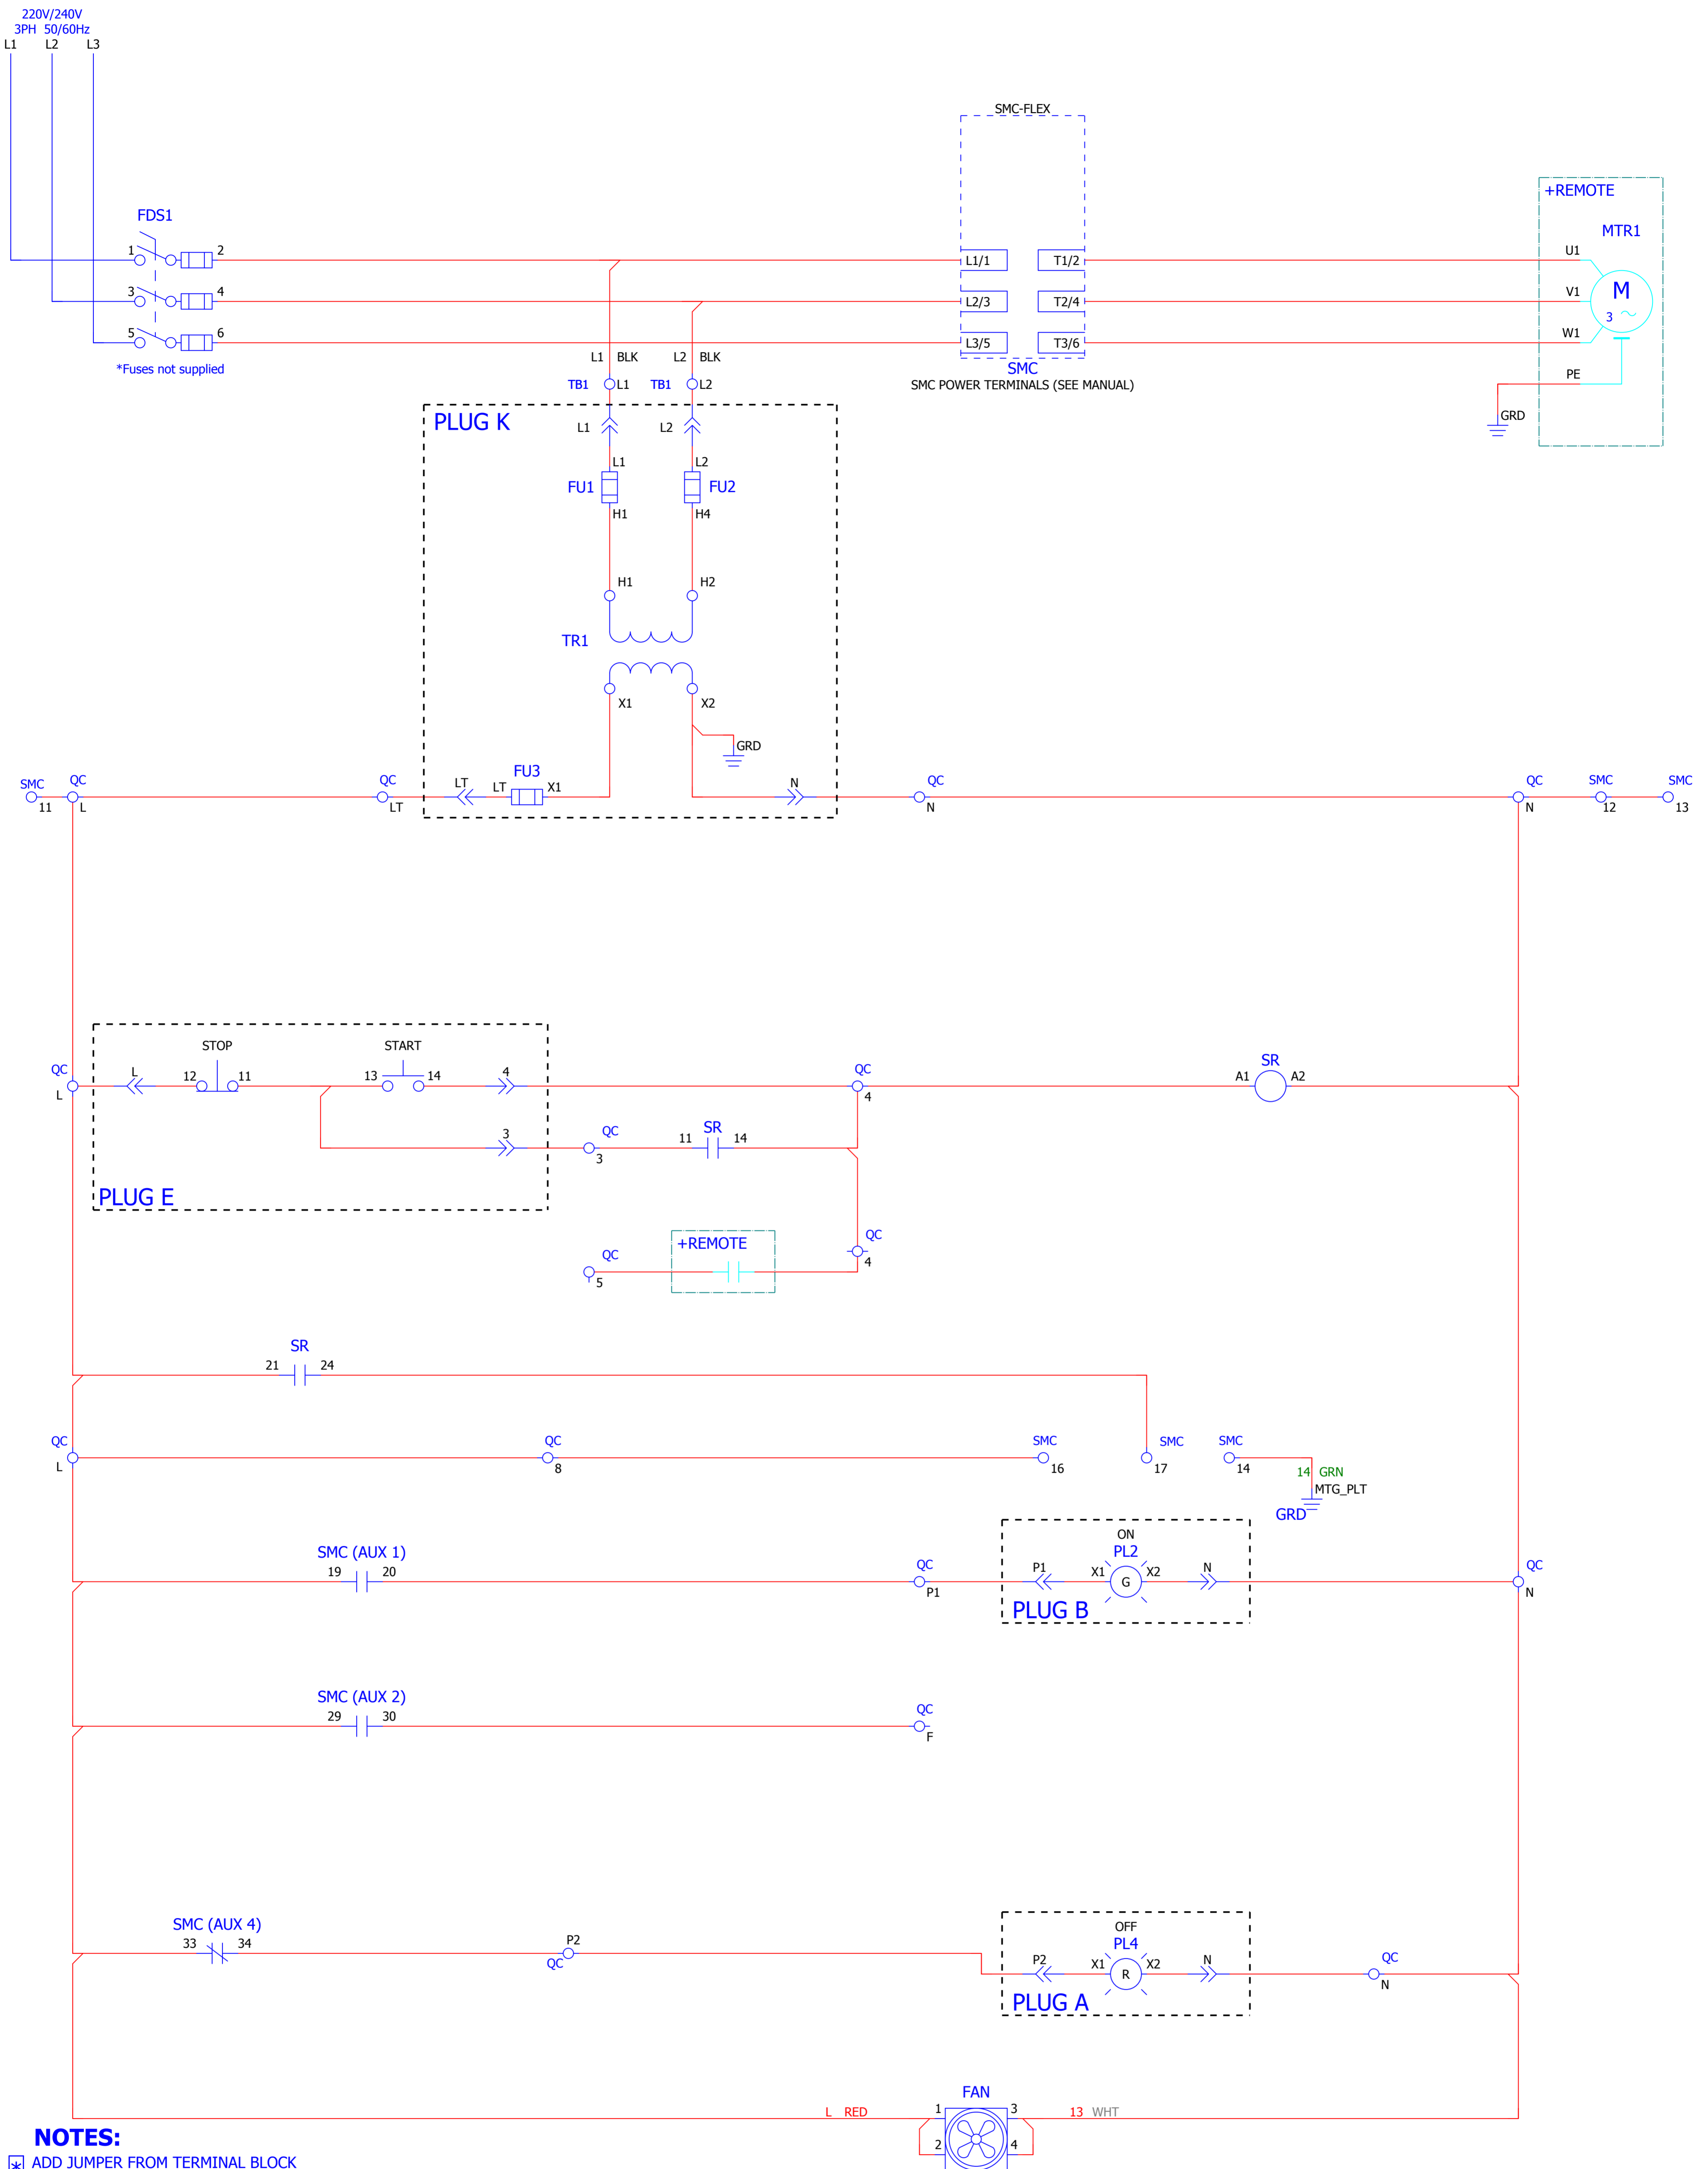 220V/240V
3PH 50/60Hz
L1 L2 L3
SMC-FLEX
+REMOTE
FDS1
MTR1
1 2 L1/1 T1/2 U1
3 4 L2/3 T2/4 V1 M
3
5 6 L3/5 T3/6 W1
*Fuses not supplied
L1 BLK L2 BLK
SMC
SMC POWER TERMINALS (SEE MANUAL)
PE
TB1 L1 TB1 L2
GRD
PLUG K
L1 L2
L1 L2
FU1 FU2
H1 H4
H1 H2
TR1
X1 X2
GRD
SMC QC QC LT LT FU3 X1 N QC QC SMC SMC
11 L LT N N 12 13
STOP START
QC L 12 11 13 14 4 QC A1 SR A2
L 4
3 QC 11 SR 14
3
PLUG E
+REMOTE
QC QC
5 4
SR
21 24
QC QC SMC SMC SMC
L 8 16 17 14
14 GRN
MTG_PLT
GRD
SMC (AUX 1)
19 20
ON
PL2
QC P1 X1 G X2 N QC
P1 N
PLUG B
SMC (AUX 2)
29 30 QC
F
SMC (AUX 4)
33 34 P2
QC
OFF
PL4
P2 X1 R X2 N QC
N
PLUG A
FAN
L RED 1 3 13 WHT
2 4
NOTES:
* ADD JUMPER FROM TERMINAL BLOCK